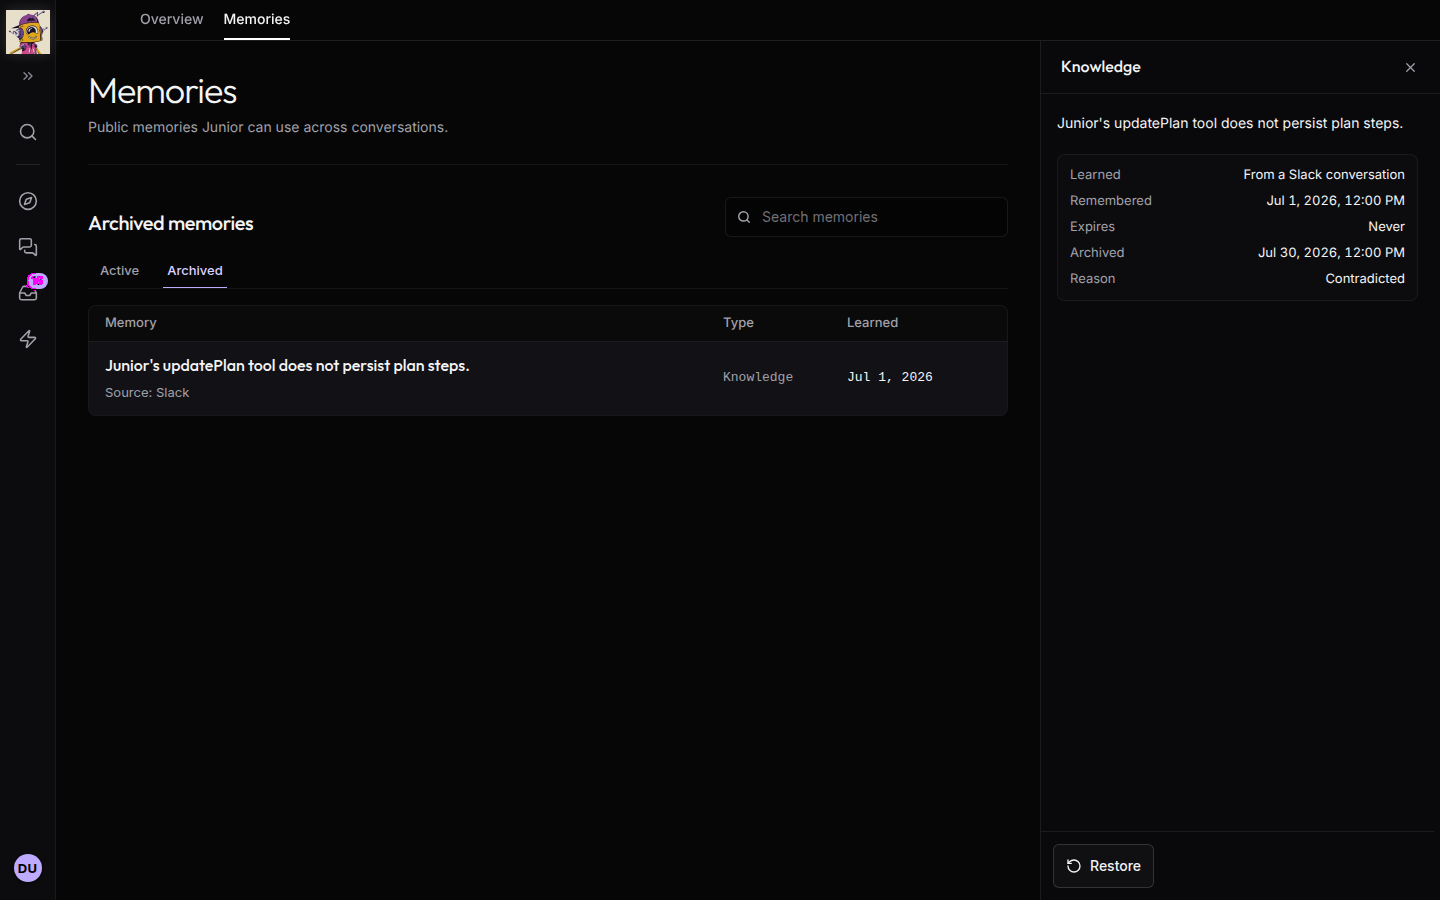 Overview Memories
Memories
Public memories Junior can use across conversations.
Archived memories
Search memories
Active Archived
Memory Type Learned
Junior's updatePlan tool does not persist plan steps.
Source: Slack
Knowledge
Jul 1, 2026
DU
Knowledge
Junior's updatePlan tool does not persist plan steps.
Learned From a Slack conversation
Remembered Jul 1, 2026, 12:00 PM
Expires Never
Archived Jul 30, 2026, 12:00 PM
Reason Contradicted
Restore